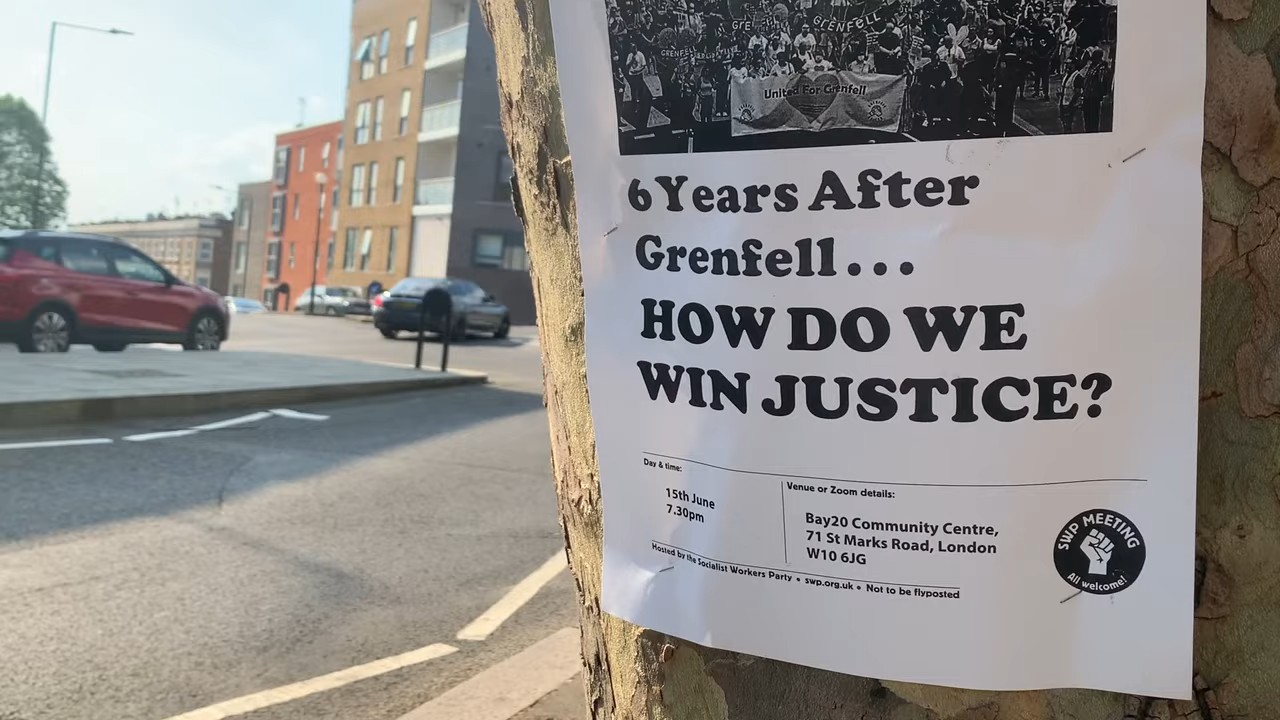 GRENFELL
United For Grenfell
6 Years After
Grenfell...
HOW DO WE
WIN JUSTICE?
Day & time:
15th June
7.30pm
Venue or Zoom details:
Bay20 Community Centre,
71 St Marks Road, London
W10 6JG
SWP MEETING
All welcome!
Hosted by the Socialist Workers Party • swp.org.uk • Not to be flyposted